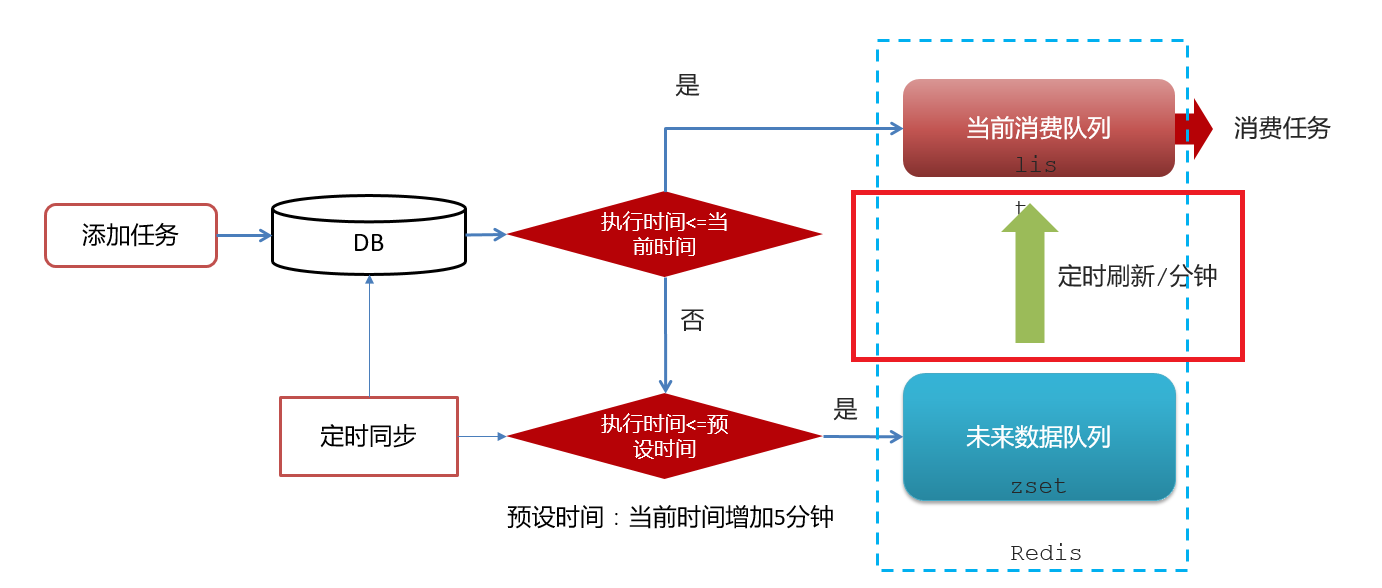 是
当前消费队列
lis
t
消费任务
添加任务
DB
执行时间<=当
前时间
定时刷新/分钟
否
定时同步
执行时间<=预
设时间
是
未来数据队列
zset
预设时间：当前时间增加5分钟
Redis